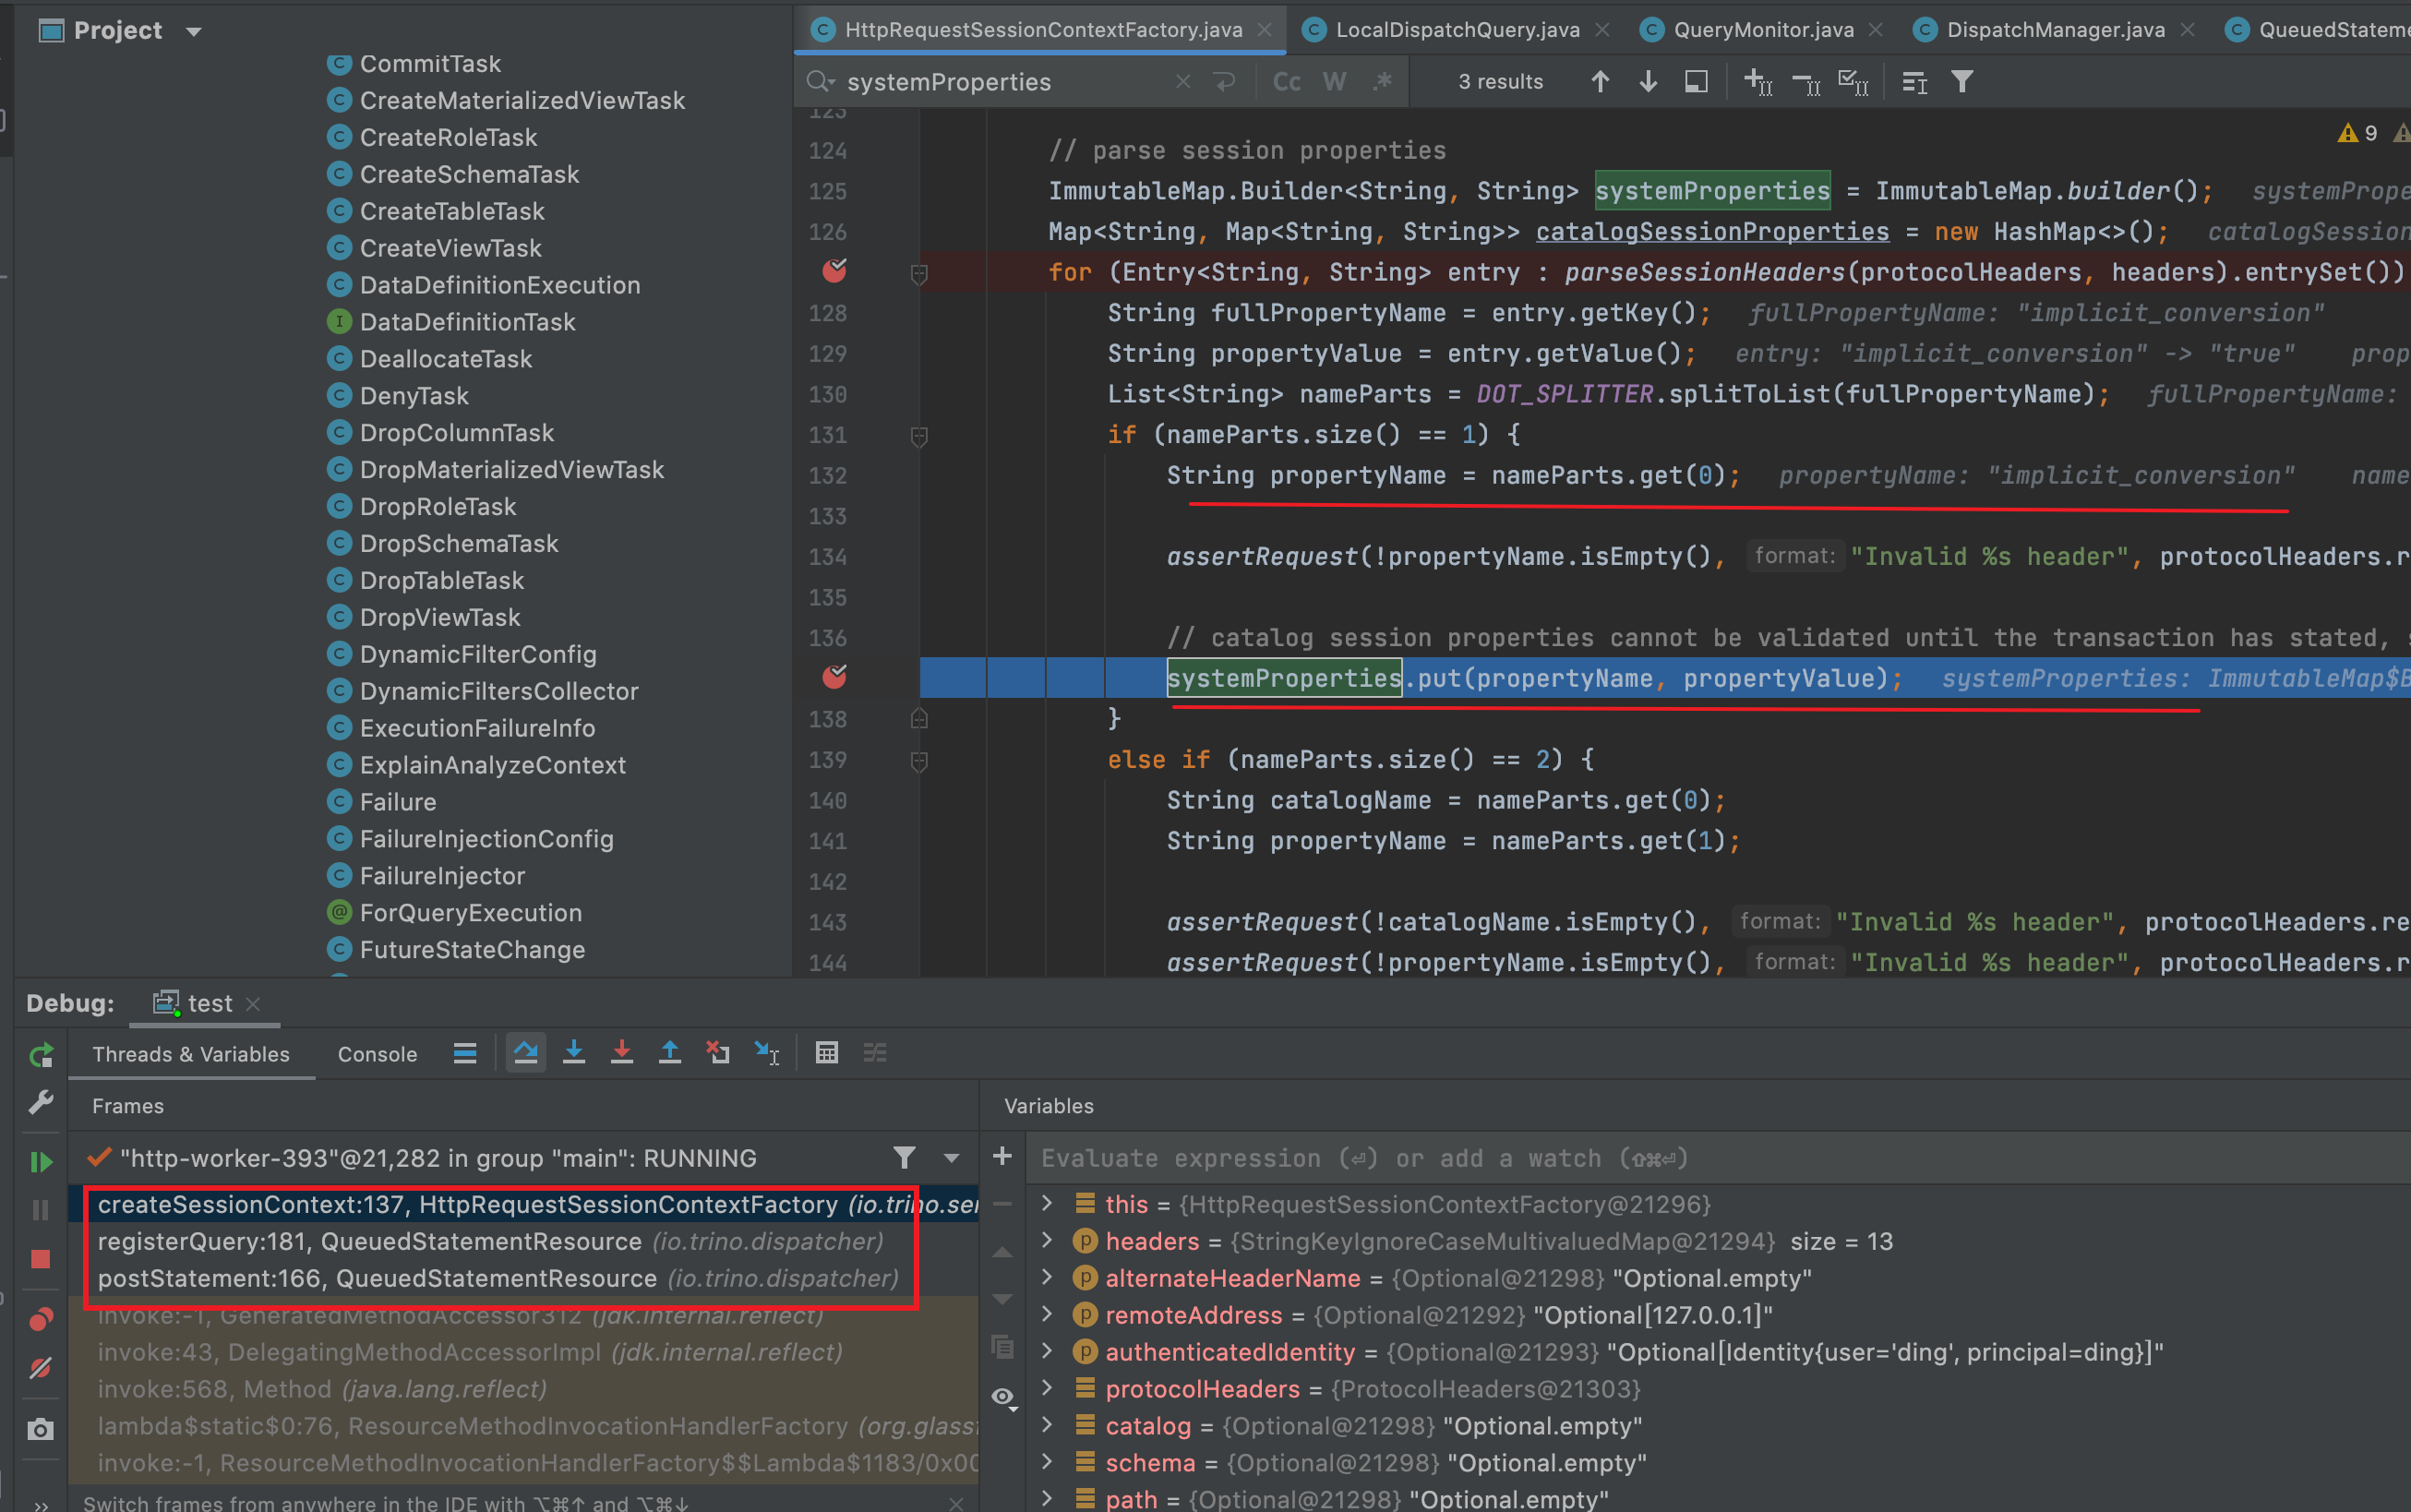 Project
CommitTask
CreateMaterializedViewTask
CreateRoleTask
CreateSchemaTask
CreateTableTask
CreateViewTask
DataDefinitionExecution
DataDefinitionTask
DeallocateTask
DenyTask
DropColumnTask
DropMaterializedViewTask
DropRoleTask
DropSchemaTask
DropTableTask
DropViewTask
DynamicFilterConfig
DynamicFiltersCollector
ExecutionFailureInfo
ExplainAnalyzeContext
Failure
FailureInjectionConfig
FailureInjector
ForQueryExecution
FutureStateChange
HttpRequestSessionContextFactory.java LocalDispatchQuery.java QueryMonitor.java DispatchManager.java QueuedStateme
systemProperties Cc W .* 3 results
9
123
124 // parse session properties
125 ImmutableMap.Builder<String, String> systemProperties = ImmutableMap.builder(); systemPrope
126 Map<String, Map<String, String>> catalogSessionProperties = new HashMap<>(); catalogSession
for (Entry<String, String> entry : parseSessionHeaders(protocolHeaders, headers).entrySet())
128 String fullPropertyName = entry.getKey(); fullPropertyName: "implicit_conversion"
129 String propertyValue = entry.getValue(); entry: "implicit_conversion" -> "true" prop
130 List<String> nameParts = DOT_SPLITTER.splitToList(fullPropertyName); fullPropertyName:
131 if (nameParts.size() == 1) {
132 String propertyName = nameParts.get(0); propertyName: "implicit_conversion" name
133
134 assertRequest(!propertyName.isEmpty(), format: "Invalid %s header", protocolHeaders.r
135
136 // catalog session properties cannot be validated until the transaction has stated, s
systemProperties.put(propertyName, propertyValue); systemProperties: ImmutableMap$B
138 }
139 else if (nameParts.size() == 2) {
140 String catalogName = nameParts.get(0);
141 String propertyName = nameParts.get(1);
142
143 assertRequest(!catalogName.isEmpty(), format: "Invalid %s header", protocolHeaders.re
144 assertRequest(!propertyName.isEmpty(), format: "Invalid %s header", protocolHeaders.r
Debug: test
Threads & Variables Console
Frames
"http-worker-393"@21,282 in group "main": RUNNING
createSessionContext:137, HttpRequestSessionContextFactory (io.trino.ser
registerQuery:181, QueuedStatementResource (io.trino.dispatcher)
postStatement:166, QueuedStatementResource (io.trino.dispatcher)
invoke:-1, GeneratedMethodAccessor312 (jdk.internal.reflect)
invoke:43, DelegatingMethodAccessorImpl (jdk.internal.reflect)
invoke:568, Method (java.lang.reflect)
lambda$static$0:76, ResourceMethodInvocationHandlerFactory (org.glassf
invoke:-1, ResourceMethodInvocationHandlerFactory$$Lambda$1183/0x00
Switch frames from anywhere in the IDE with ⌥⌘↑ and ⌥⌘↓
Variables
Evaluate expression (⏎) or add a watch (⇧⌘⏎)
this = {HttpRequestSessionContextFactory@21296}
headers = {StringKeyIgnoreCaseMultivaluedMap@21294} size = 13
alternateHeaderName = {Optional@21298} "Optional.empty"
remoteAddress = {Optional@21292} "Optional[127.0.0.1]"
authenticatedIdentity = {Optional@21293} "Optional[Identity{user='ding', principal=ding}]"
protocolHeaders = {ProtocolHeaders@21303}
catalog = {Optional@21298} "Optional.empty"
schema = {Optional@21298} "Optional.empty"
path = {Optional@21298} "Optional.empty"